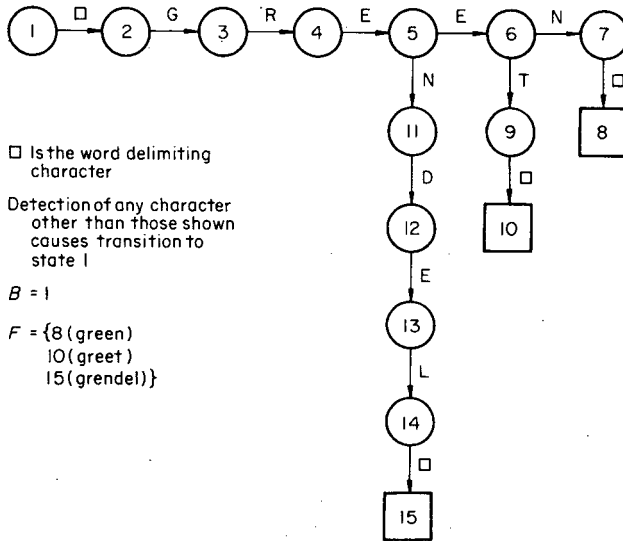 □ G R E E N
1 2 3 4 5 6 7
N T □
11 9 8
□ Is the word delimiting
character
D □
Detection of any character
other than those shown
causes transition to
state 1
12 10
B = 1
E
13
F = {8(green)
10(greet)
15(grendel)}
L
14
□
15